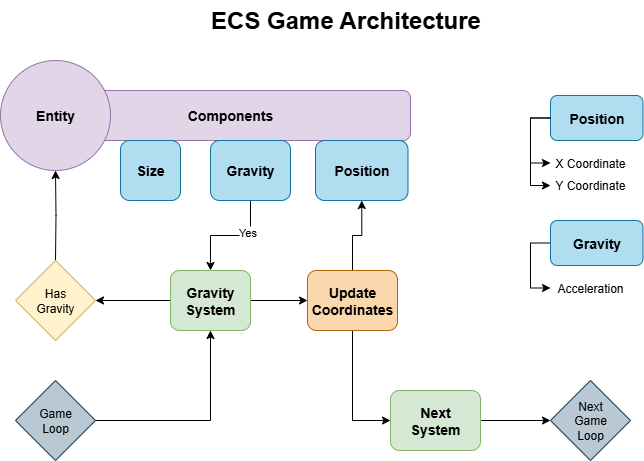 ECS Game Architecture
Entity
Components
Size
Gravity
Position
Yes
Has
Gravity
Gravity
System
Update
Coordinates
Game
Loop
Next
System
Next
Game
Loop
Position
X Coordinate
Y Coordinate
Gravity
Acceleration